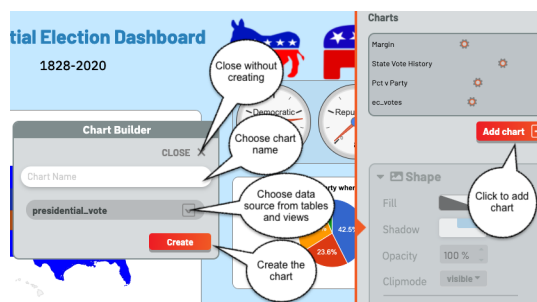 tial Election Dashboard
1828-2020
Close without
creating
Democratic
Repu
Chart Builder
CLOSE X
Choose chart
name
Chart Name
Choose data
source from tables
and views
presidential_vote
Create
Create the
chart
rty when
42.5%
23.6%
Charts
Margin
State Vote History
Pct v Party
ec_votes
Add chart
Click to add
chart
Shape
Fill
Shadow
Opacity
100 %
Clipmode
visible